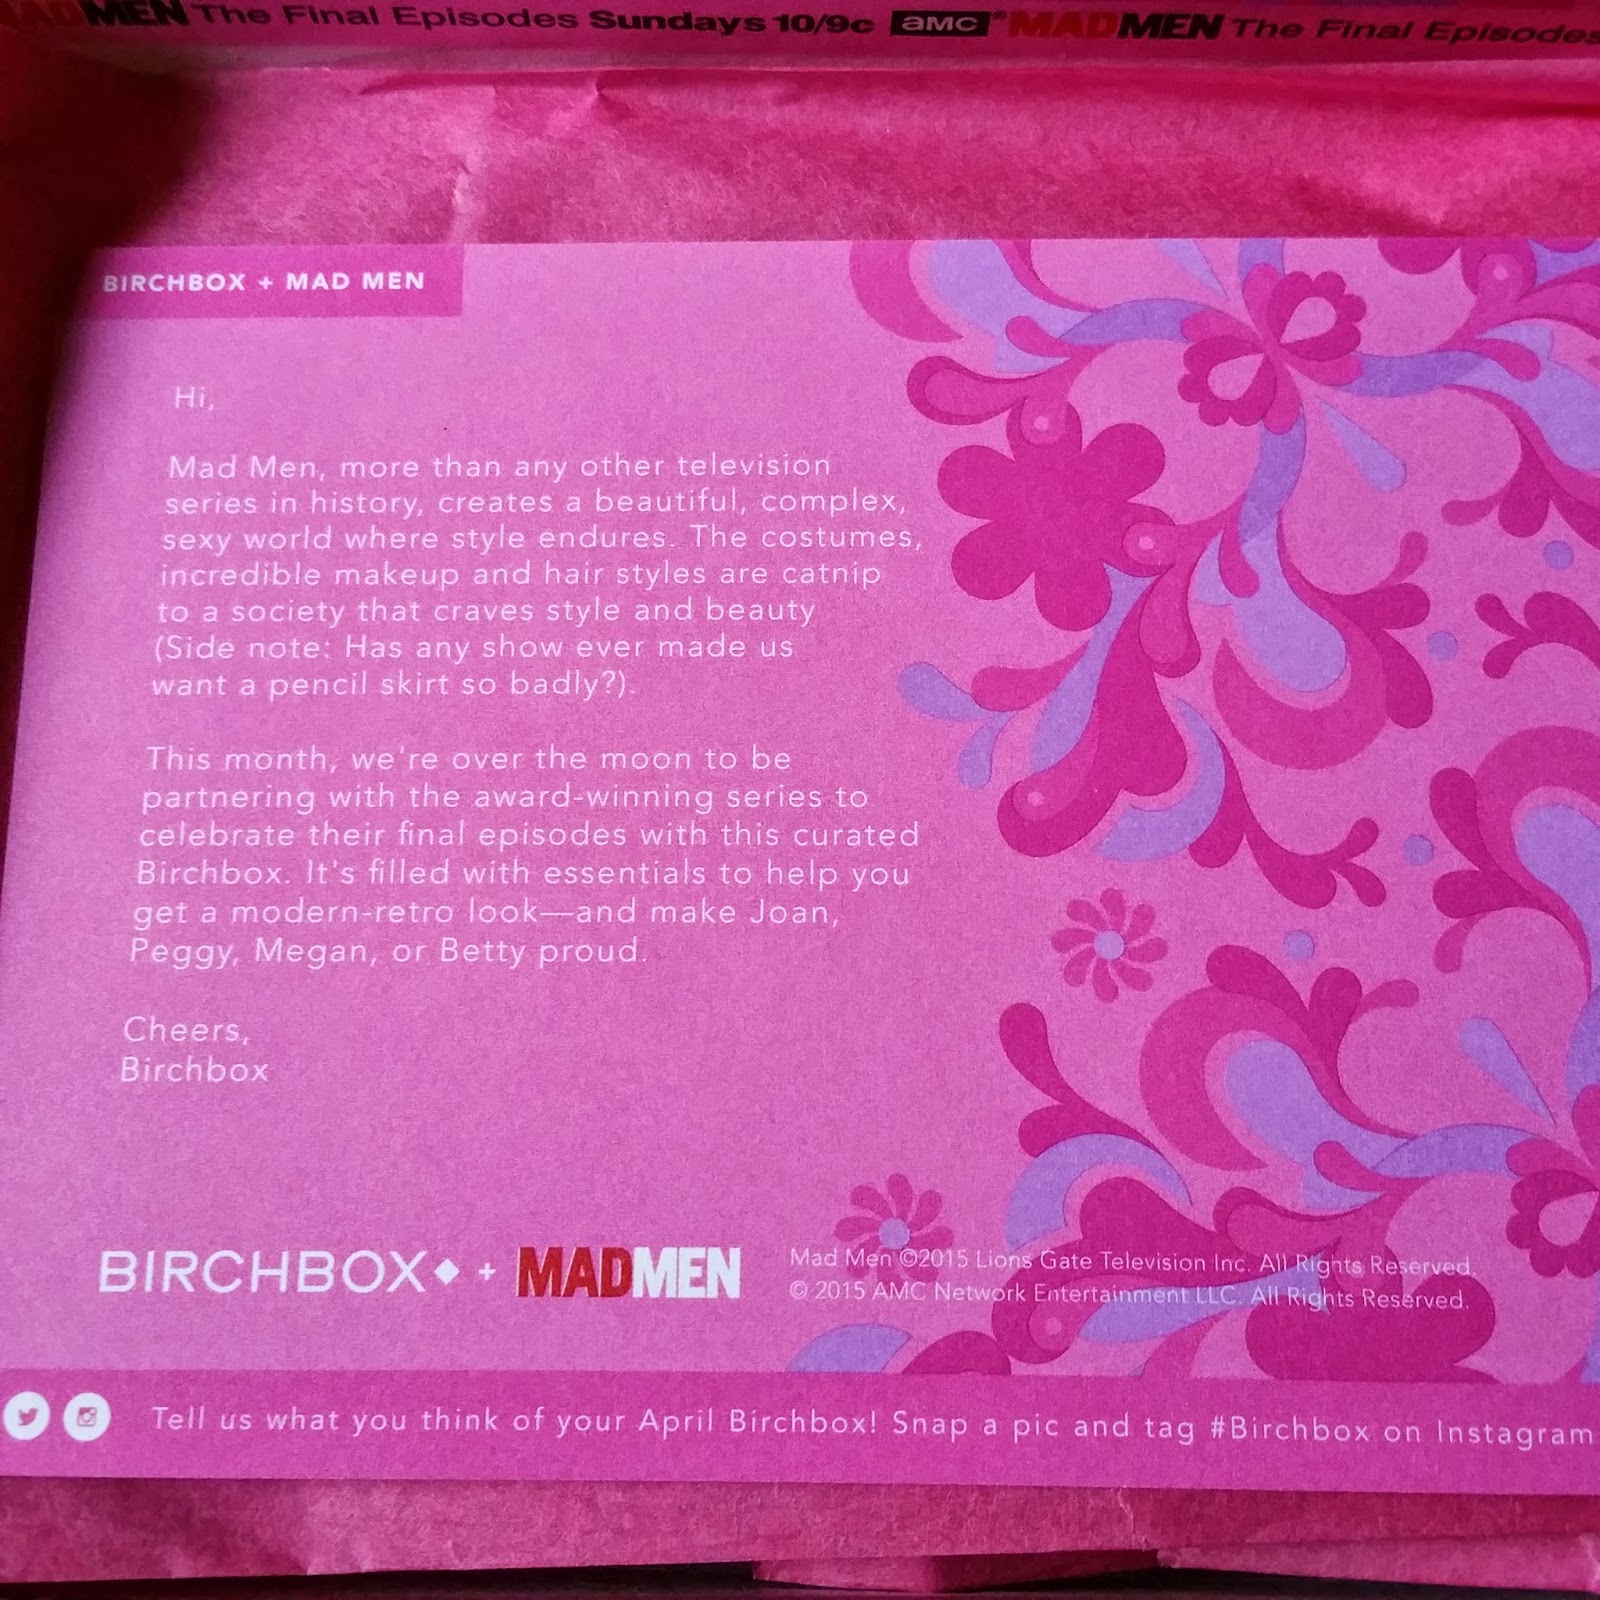 MADMEN The Final Episodes Sundays 10/9c amc MADMEN The Final Episodes
BIRCHBOX + MAD MEN
Hi,
Mad Men, more than any other television
series in history, creates a beautiful, complex,
sexy world where style endures. The costumes,
incredible makeup and hair styles are catnip
to a society that craves style and beauty
(Side note: Has any show ever made us
want a pencil skirt so badly?).
This month, we're over the moon to be
partnering with the award-winning series to
celebrate their final episodes with this curated
Birchbox. It's filled with essentials to help you
get a modern-retro look—and make Joan,
Peggy, Megan, or Betty proud.
Cheers,
Birchbox
BIRCHBOX + MADMEN
Mad Men ©2015 Lions Gate Television Inc. All Rights Reserved.
© 2015 AMC Network Entertainment LLC. All Rights Reserved.
Tell us what you think of your April Birchbox! Snap a pic and tag #Birchbox on Instagram